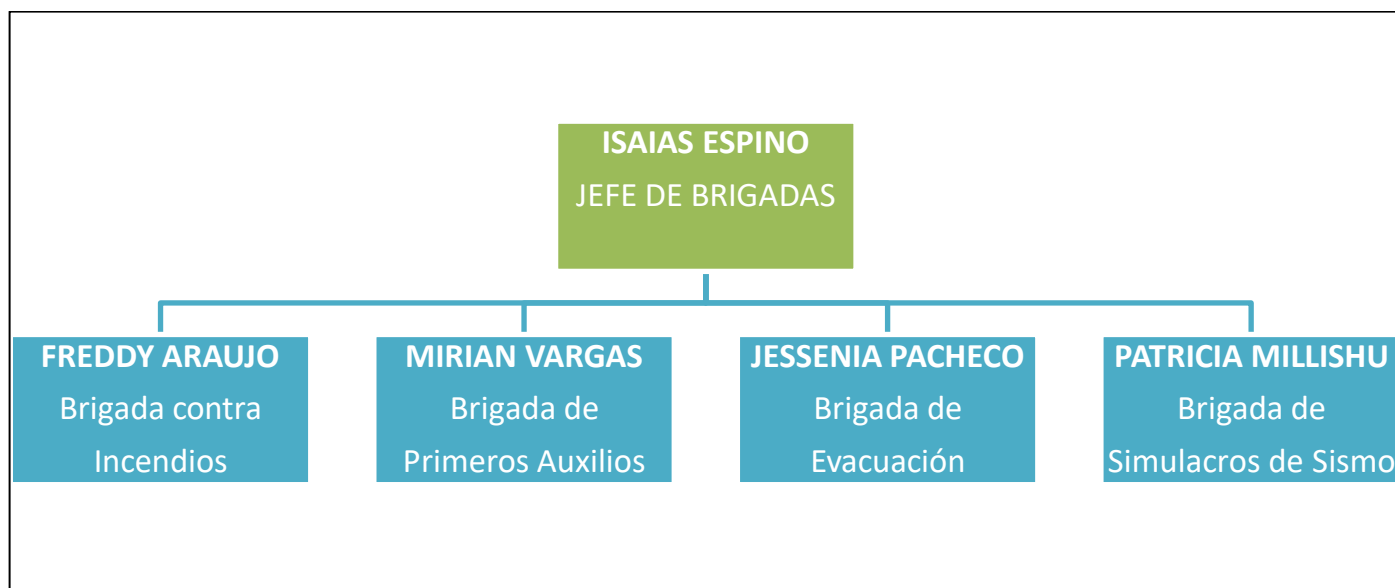 ISAIAS ESPINO
JEFE DE BRIGADAS
FREDDY ARAUJO
Brigada contra
Incendios
MIRIAN VARGAS
Brigada de
Primeros Auxilios
JESSENIA PACHECO
Brigada de
Evacuación
PATRICIA MILLISHU
Brigada de
Simulacros de Sismo